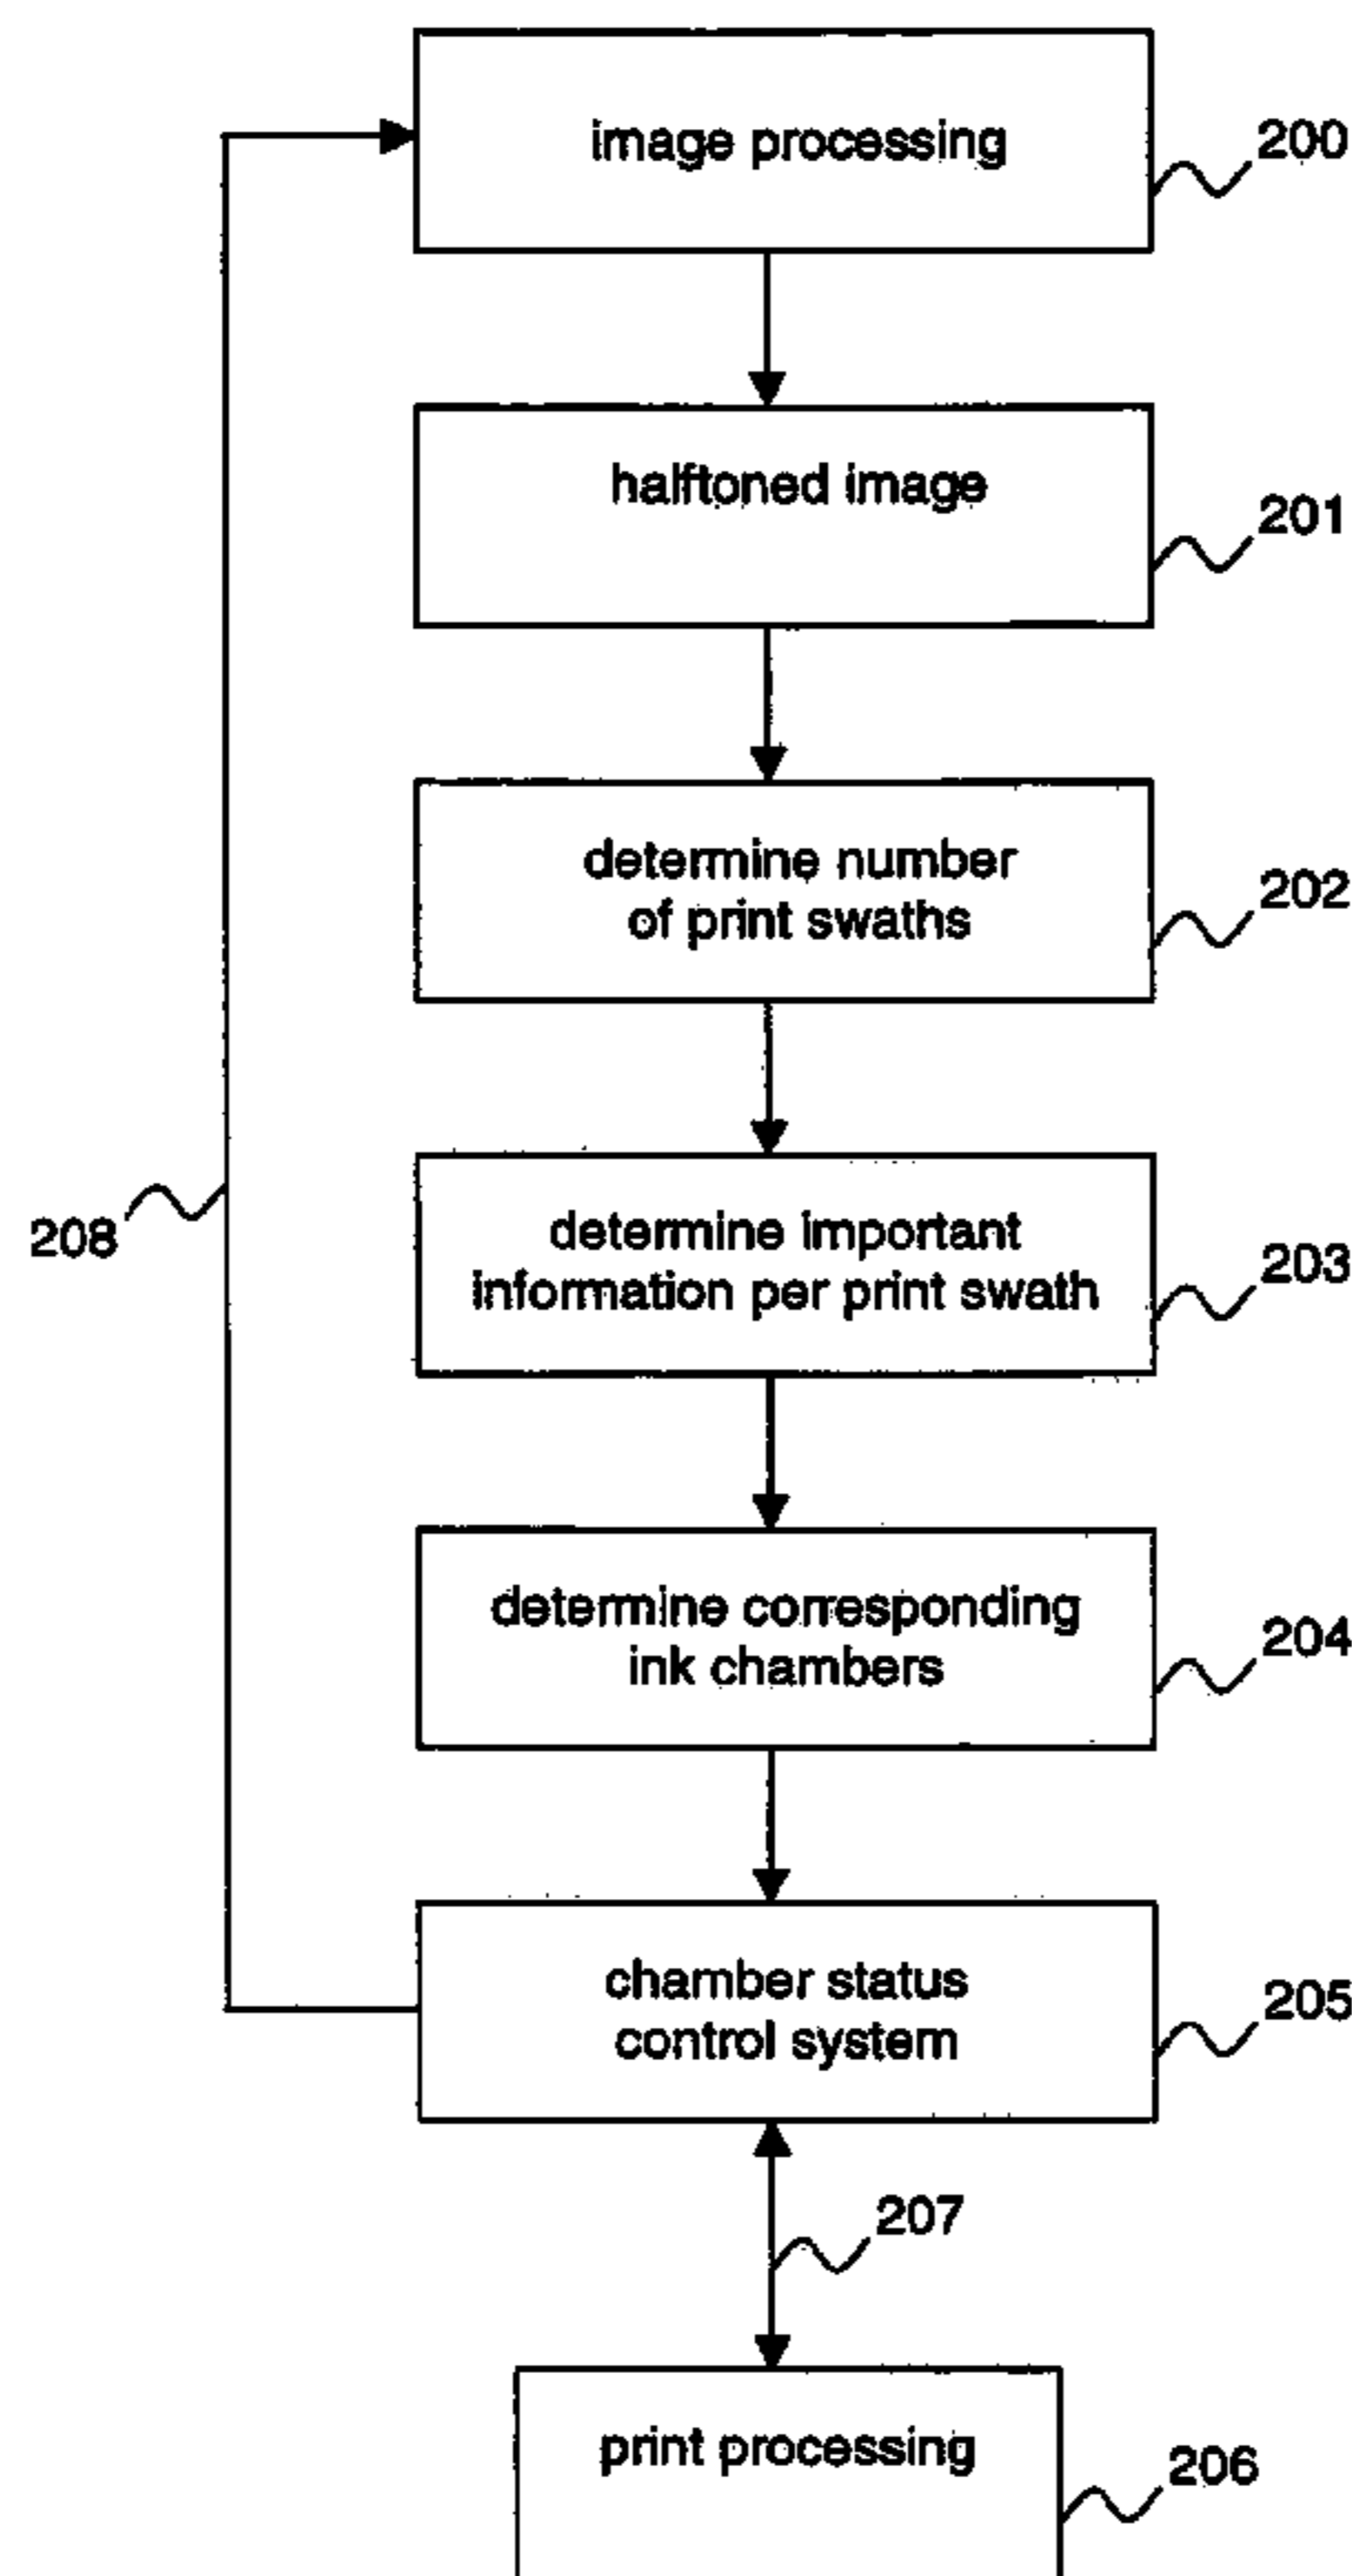 image processing
200
halftoned image
201
determine number
of print swaths
202
determine important
information per print swath
203
208
determine corresponding
ink chambers
204
chamber status
control system
205
207
print processing
206